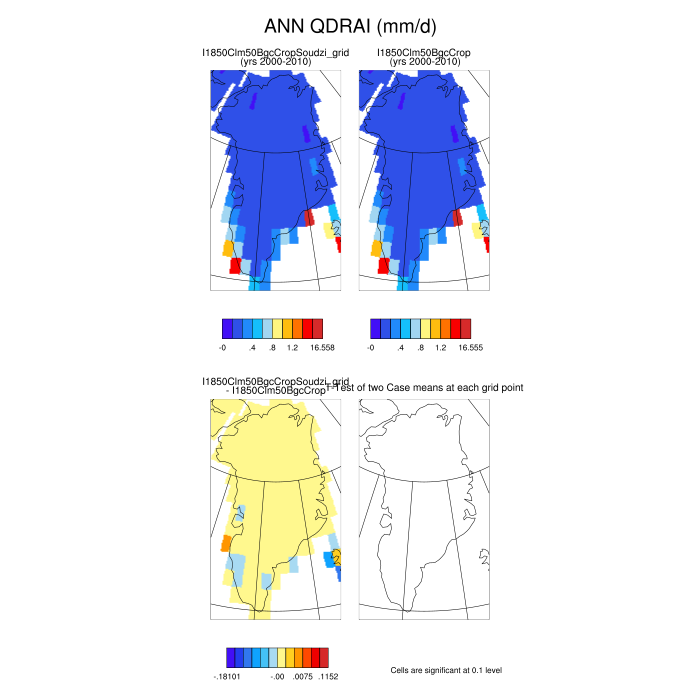 ANN QDRAI (mm/d)
I1850Clm50BgcCropSoudzi_grid
(yrs 2000-2010)
I1850Clm50BgcCrop
(yrs 2000-2010)
-0 .4 .8 1.2 16.558
-0 .4 .8 1.2 16.555
I1850Clm50BgcCropSoudzi_grid
- I1850Clm50BgcCrop
T-Test of two Case means at each grid point
-.18101 -.00 .0075 .1152
Cells are significant at 0.1 level